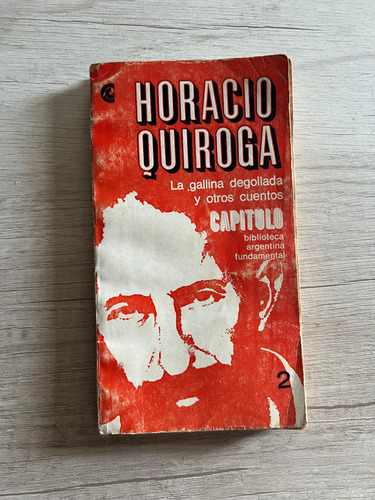 HORACIO
QUIROGA
La gallina degollada
y otros cuentos
CAPITULO
biblioteca
argentina
fundamental
2